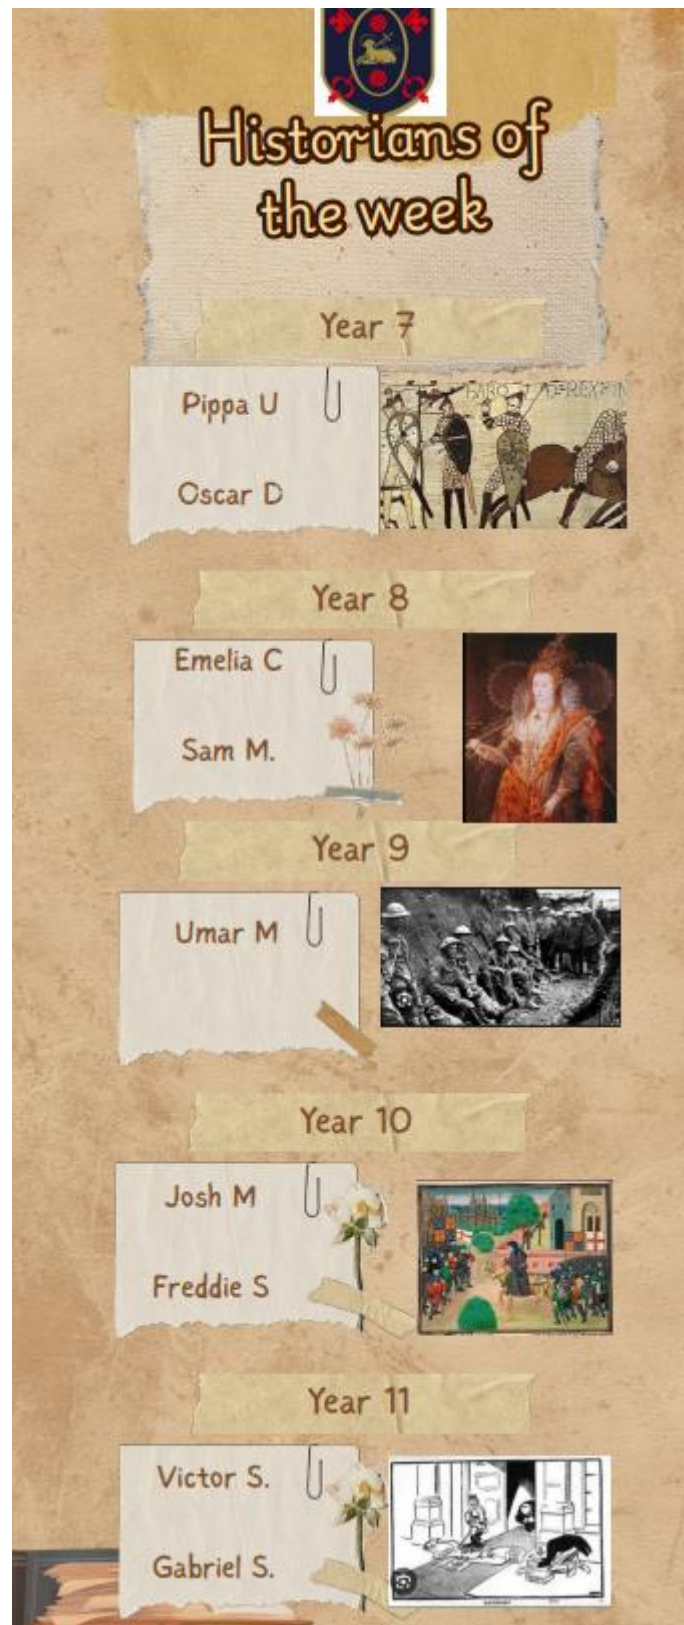 Historians of
the week
Year 7
Pippa U
Oscar D
Year 8
Emelia C
Sam M.
Year 9
Umar M
Year 10
Josh M
Freddie S
Year 11
Victor S.
Gabriel S.